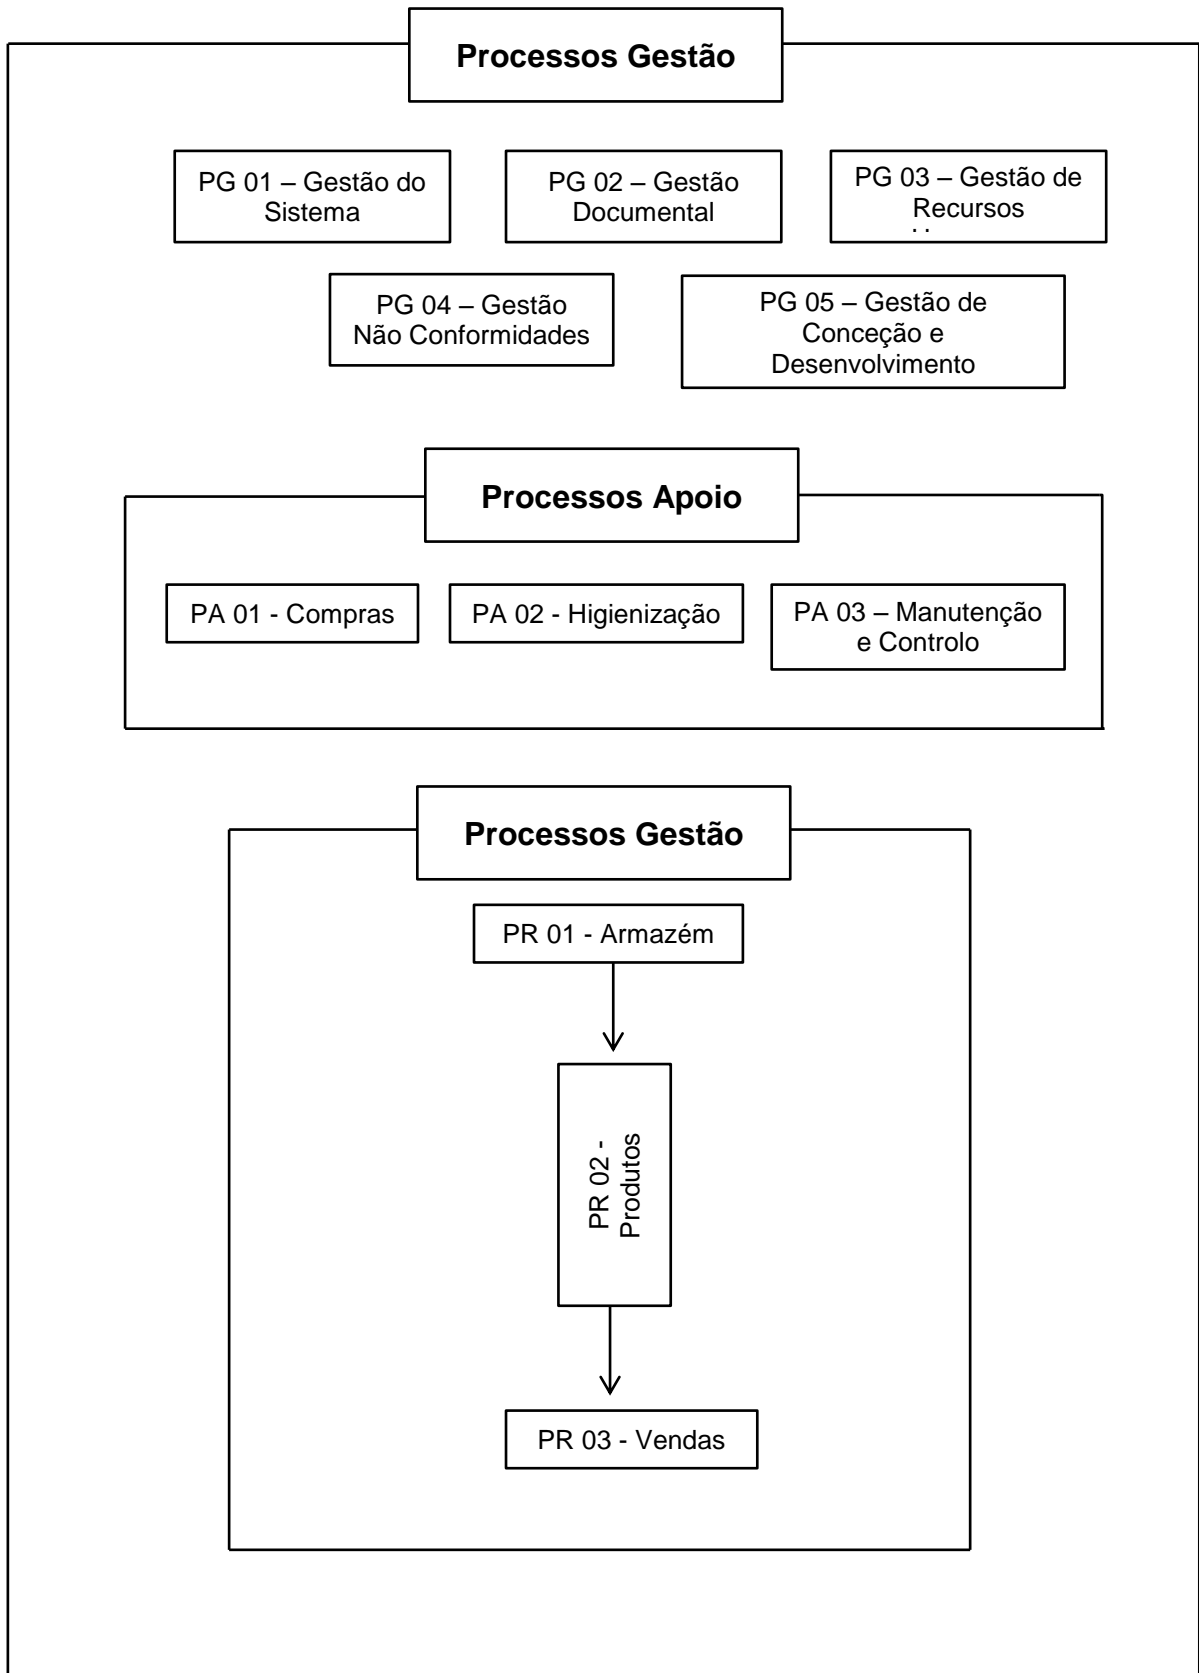 Processos Gestão
PG 01 – Gestão do
Sistema
PG 02 – Gestão
Documental
PG 03 – Gestão de
Recursos
PG 04 – Gestão
Não Conformidades
PG 05 – Gestão de
Conceção e
Desenvolvimento
Processos Apoio
PA 01 - Compras
PA 02 - Higienização
PA 03 – Manutenção
e Controlo
Processos Gestão
PR 01 - Armazém
PR 02 -
Produtos
PR 03 - Vendas